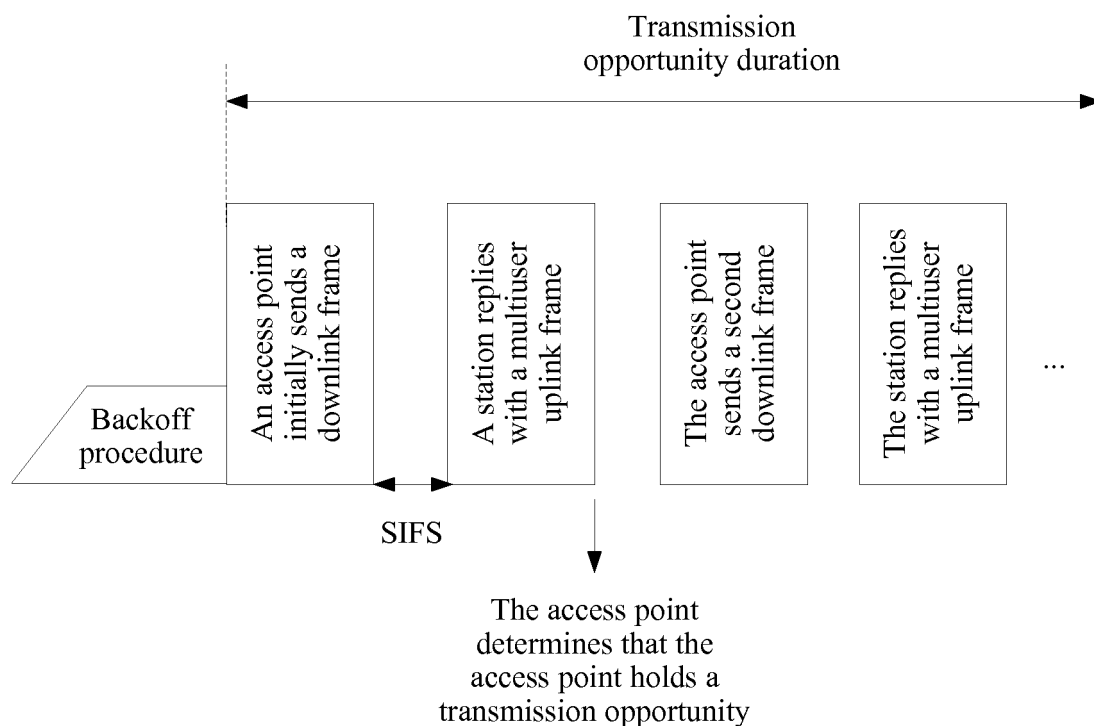 Transmission
opportunity duration
Backoff
procedure
An access point
initially sends a
downlink frame
A station replies
with a multiuser
uplink frame
The access point
sends a second
downlink frame
The station replies
with a multiuser
uplink frame
...
SIFS
The access point
determines that the
access point holds a
transmission opportunity